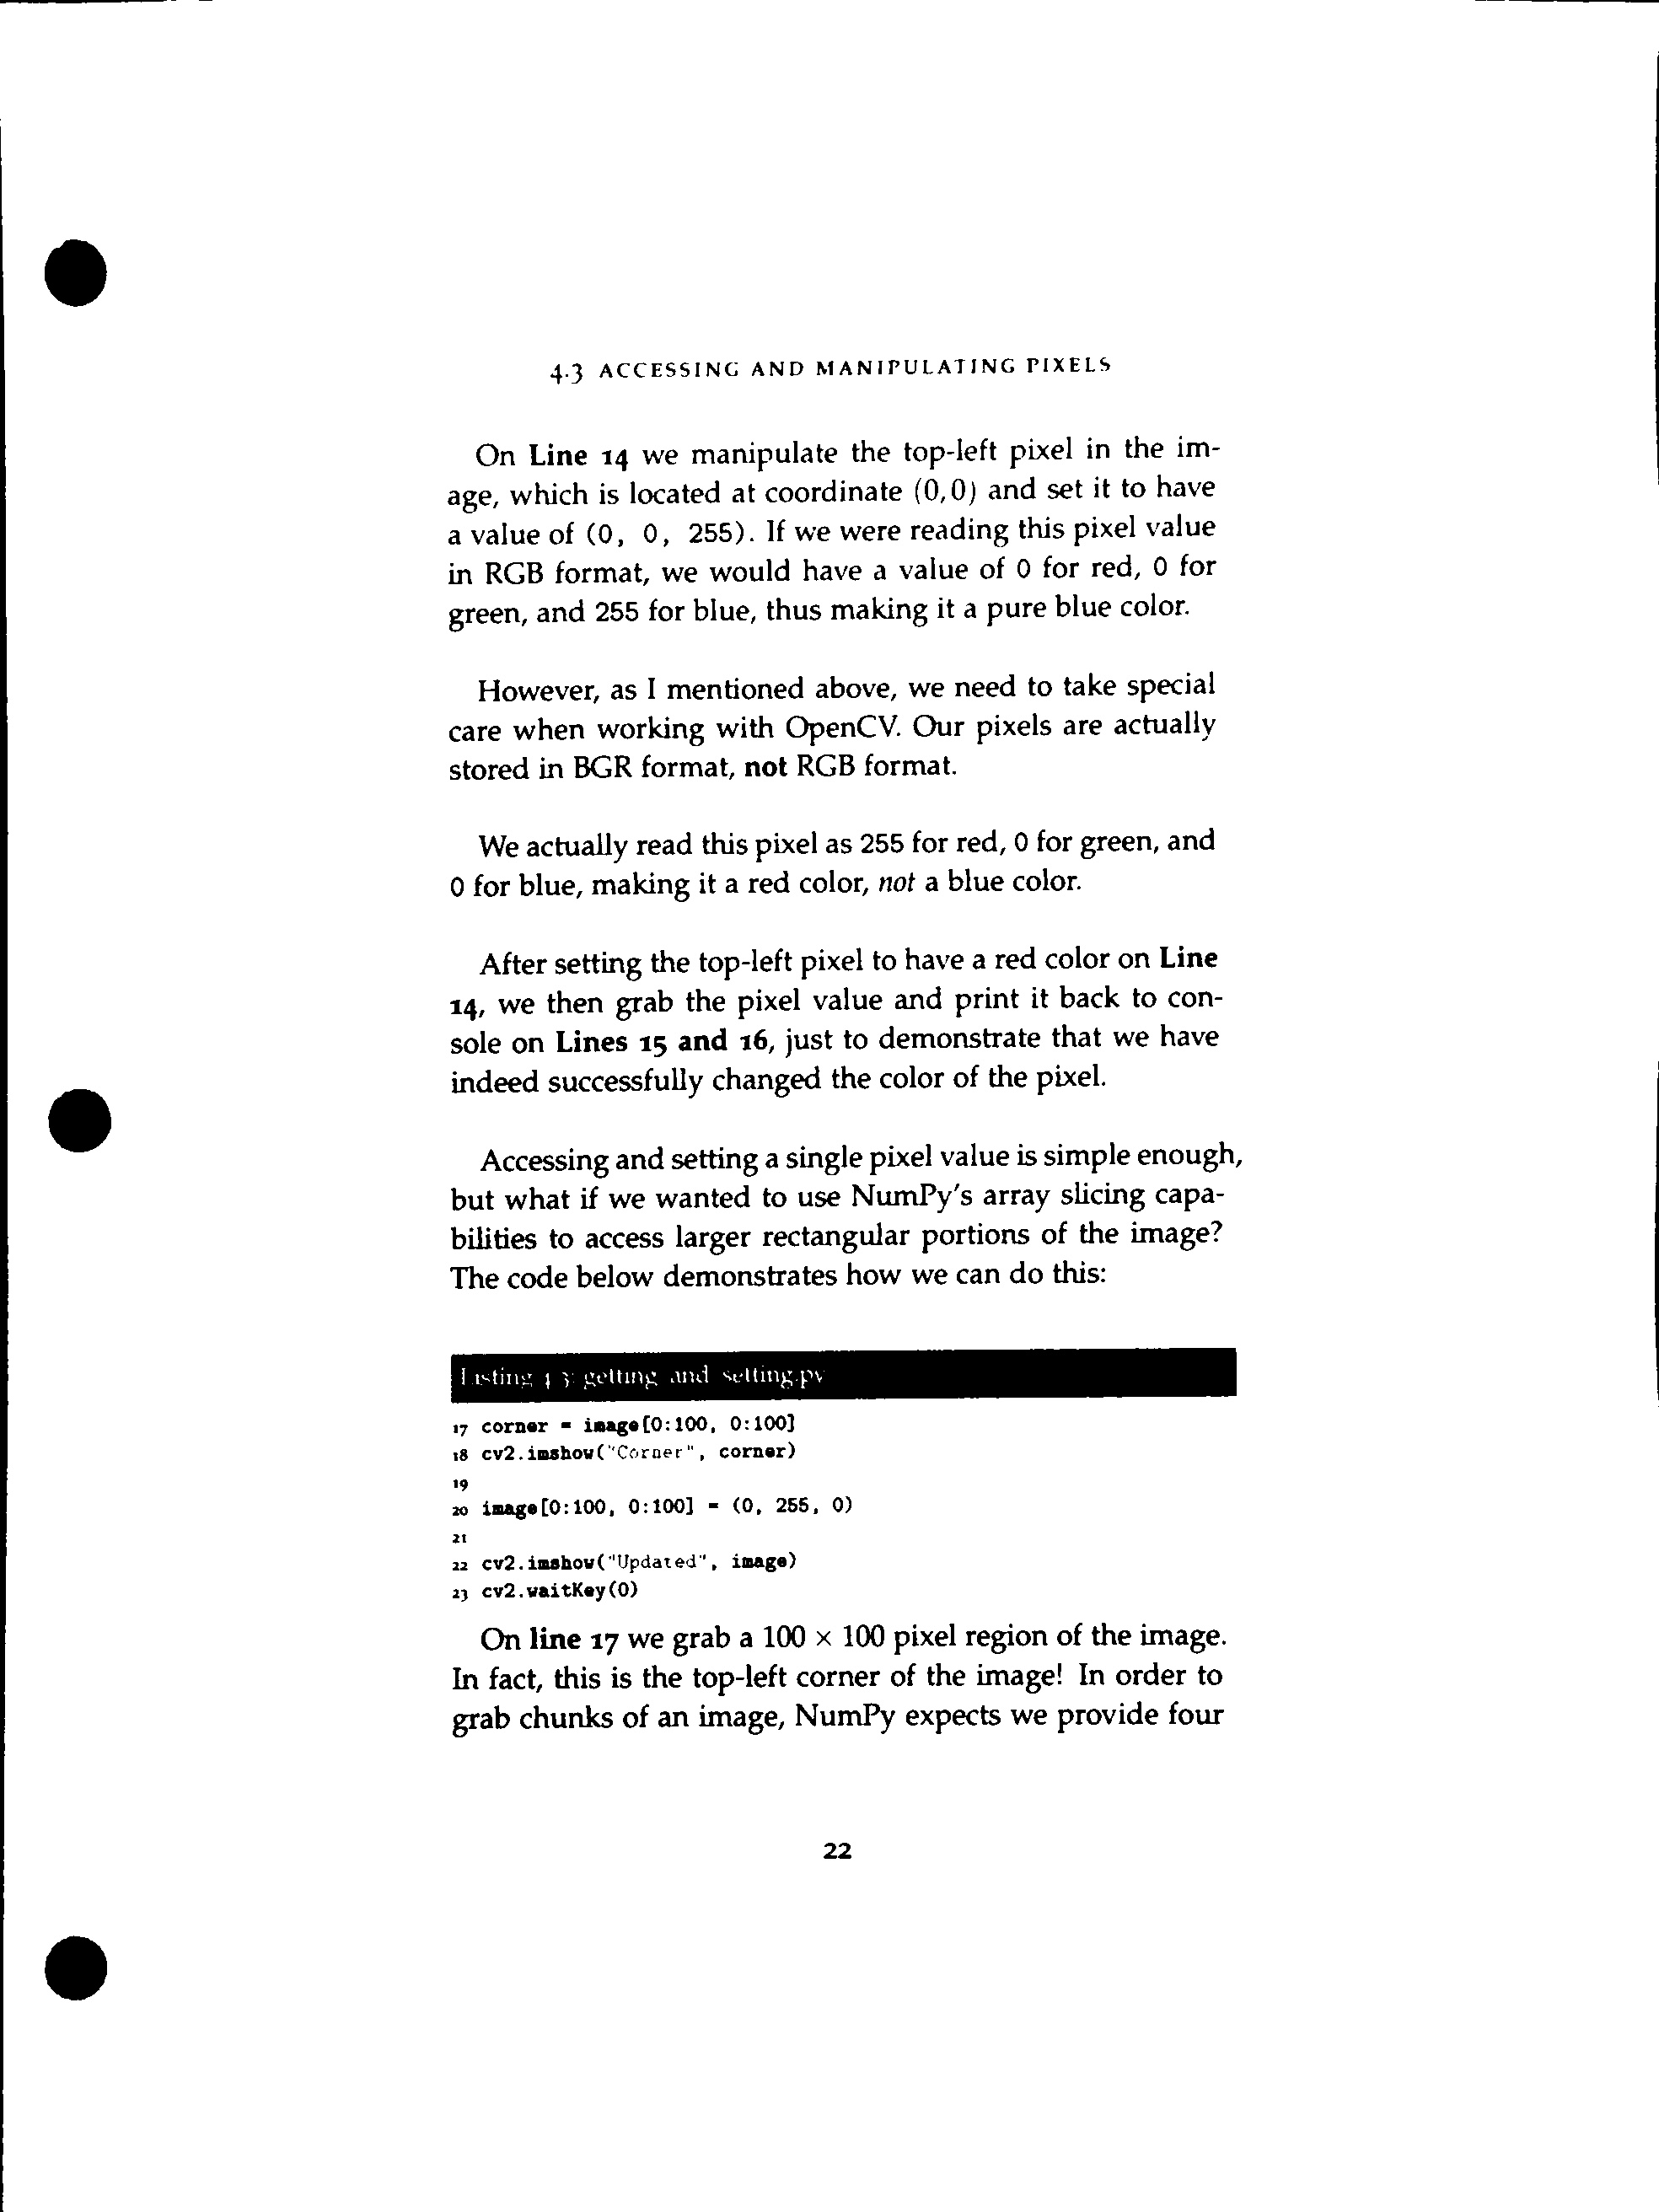 4.3 ACCESSING AND MANIPULATING PIXELS
On Line 14 we manipulate the top-left pixel in the im-
age, which is located at coordinate (0,0) and set it to have
a value of (0, 0, 255). If we were reading this pixel value
in RGB format, we would have a value of 0 for red, 0 for
green, and 255 for blue, thus making it a pure blue color.
However, as I mentioned above, we need to take special
care when working with OpenCV. Our pixels are actually
stored in BGR format, not RGB format.
We actually read this pixel as 255 for red, 0 for green, and
0 for blue, making it a red color, not a blue color.
After setting the top-left pixel to have a red color on Line
14, we then grab the pixel value and print it back to con-
sole on Lines 15 and 16, just to demonstrate that we have
indeed successfully changed the color of the pixel.
Accessing and setting a single pixel value is simple enough,
but what if we wanted to use NumPy's array slicing capa-
bilities to access larger rectangular portions of the image?
The code below demonstrates how we can do this:
Listing 4.3: getting and setting.py
17 corner = image[0:100, 0:100]
18 cv2.imshow("Corner", corner)
19
20 image[0:100, 0:100] = (0, 255, 0)
21
22 cv2.imshow("Updated", image)
23 cv2.waitKey(0)
On line 17 we grab a 100 × 100 pixel region of the image.
In fact, this is the top-left corner of the image! In order to
grab chunks of an image, NumPy expects we provide four
22